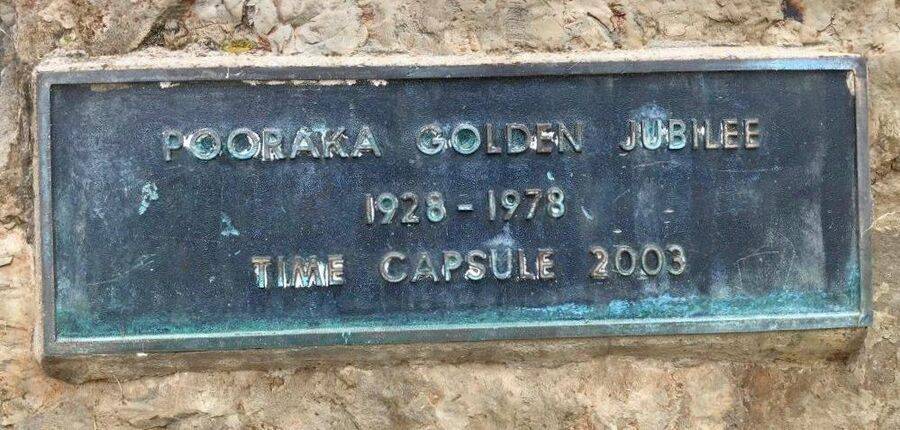 POORAKA GOLDEN JUBILEE
1928 - 1978
TIME CAPSULE 2003